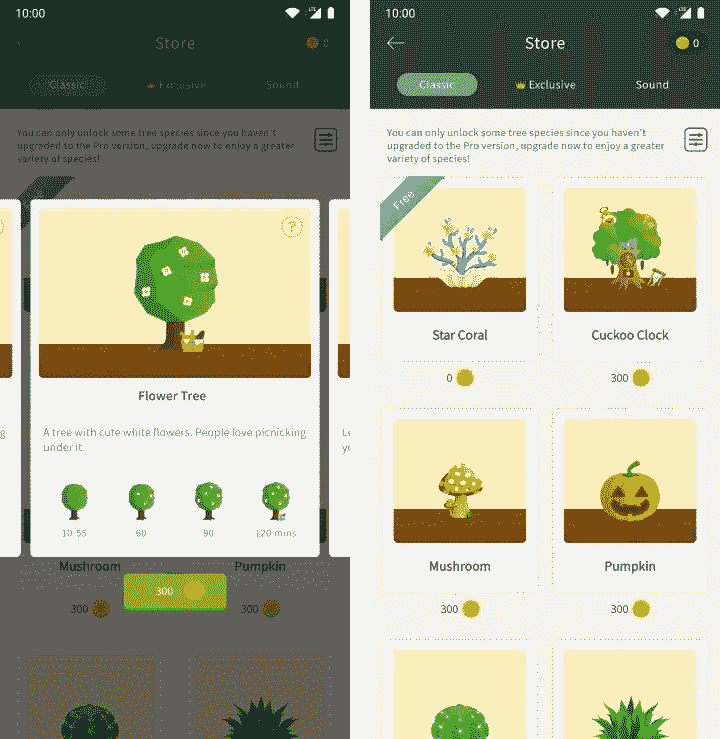 10:00
LTE
Store
0
Classic
Exclusive
Sound
You can only unlock some tree species since you haven't
upgraded to the Pro version, upgrade now to enjoy a greater
variety of species!
?
Flower Tree
A tree with cute white flowers. People love picnicking
under it.
10-55
60
90
120 mins
Mushroom
Pumpkin
300
300
300
10:00
LTE
Store
0
Classic
Exclusive
Sound
You can only unlock some tree species since you haven't
upgraded to the Pro version, upgrade now to enjoy a greater
variety of species!
Free
Star Coral
Cuckoo Clock
0
300
Mushroom
Pumpkin
300
300